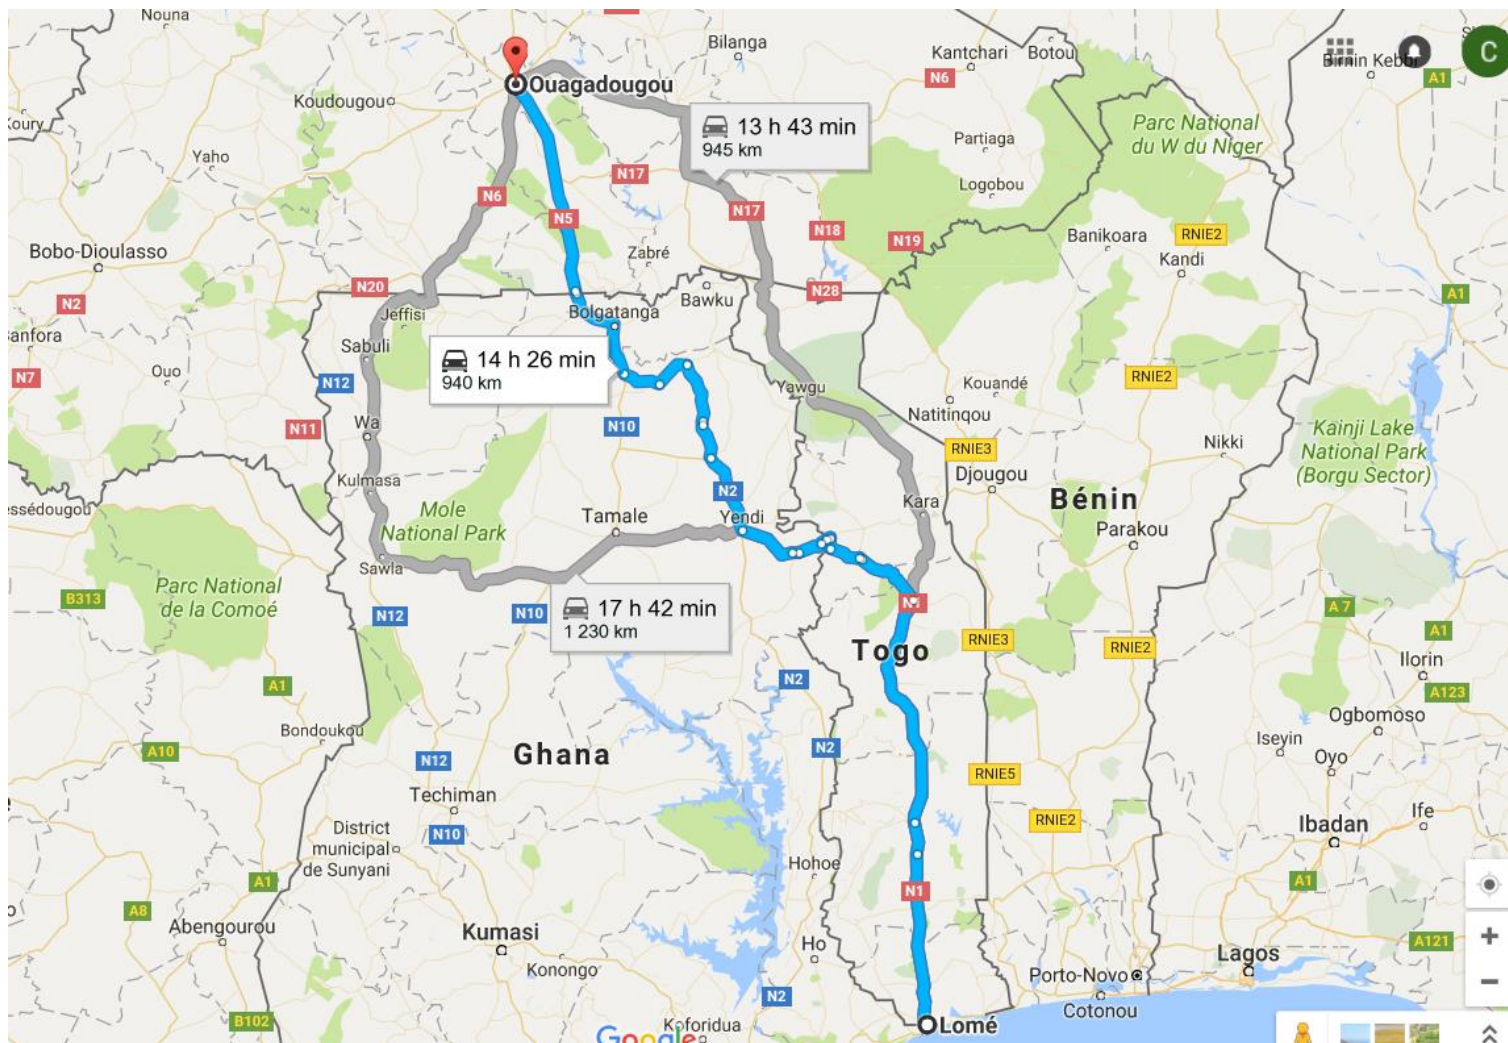 Nouna
Bilanga
Kantchari
Botou
Birnin Kebbi
C
N6
A1
Ouagadougou
Koudougou
Koury
13 h 43 min
945 km
Parc National
du W du Niger
Partiaga
Yaho
N17
Logobou
N6
N5
N17
N18
N19
Banikoara
RNIE2
Kandi
Bobo-Dioulasso
Zabré
N20
N28
Bawku
A1
N2
Jeffisi
Bolgatanga
anfora
Sabuli
14 h 26 min
940 km
Ouo
N7
N12
Yawgu
Kouandé
RNIE2
Natitingou
N11
Wa
N10
Nikki
Kainji Lake
National Park
(Borgu Sector)
RNIE3
Djougou
Kulmasa
N2
Kara
Bénin
essédougou
Mole
National Park
Tamale
Yendi
Parakou
Sawla
Parc National
de la Comoé
B313
N12
N10
17 h 42 min
1 230 km
N1
A 7
A1
Togo
RNIE3
RNIE2
Ilorin
A1
N2
A123
Ogbomoso
Bondoukou
A10
Ghana
N2
Iseyin
Oyo
N12
RNIE5
Techiman
N10
RNIE2
Ife
Ibadan
District
municipal
de Sunyani
Hohoe
A1
N1
A1
A8
Abengourou
Kumasi
Ho
A121
Konongo
Lagos
Porto-Novo
N2
Cotonou
B102
Koforidua
Lomé
Google
+
−